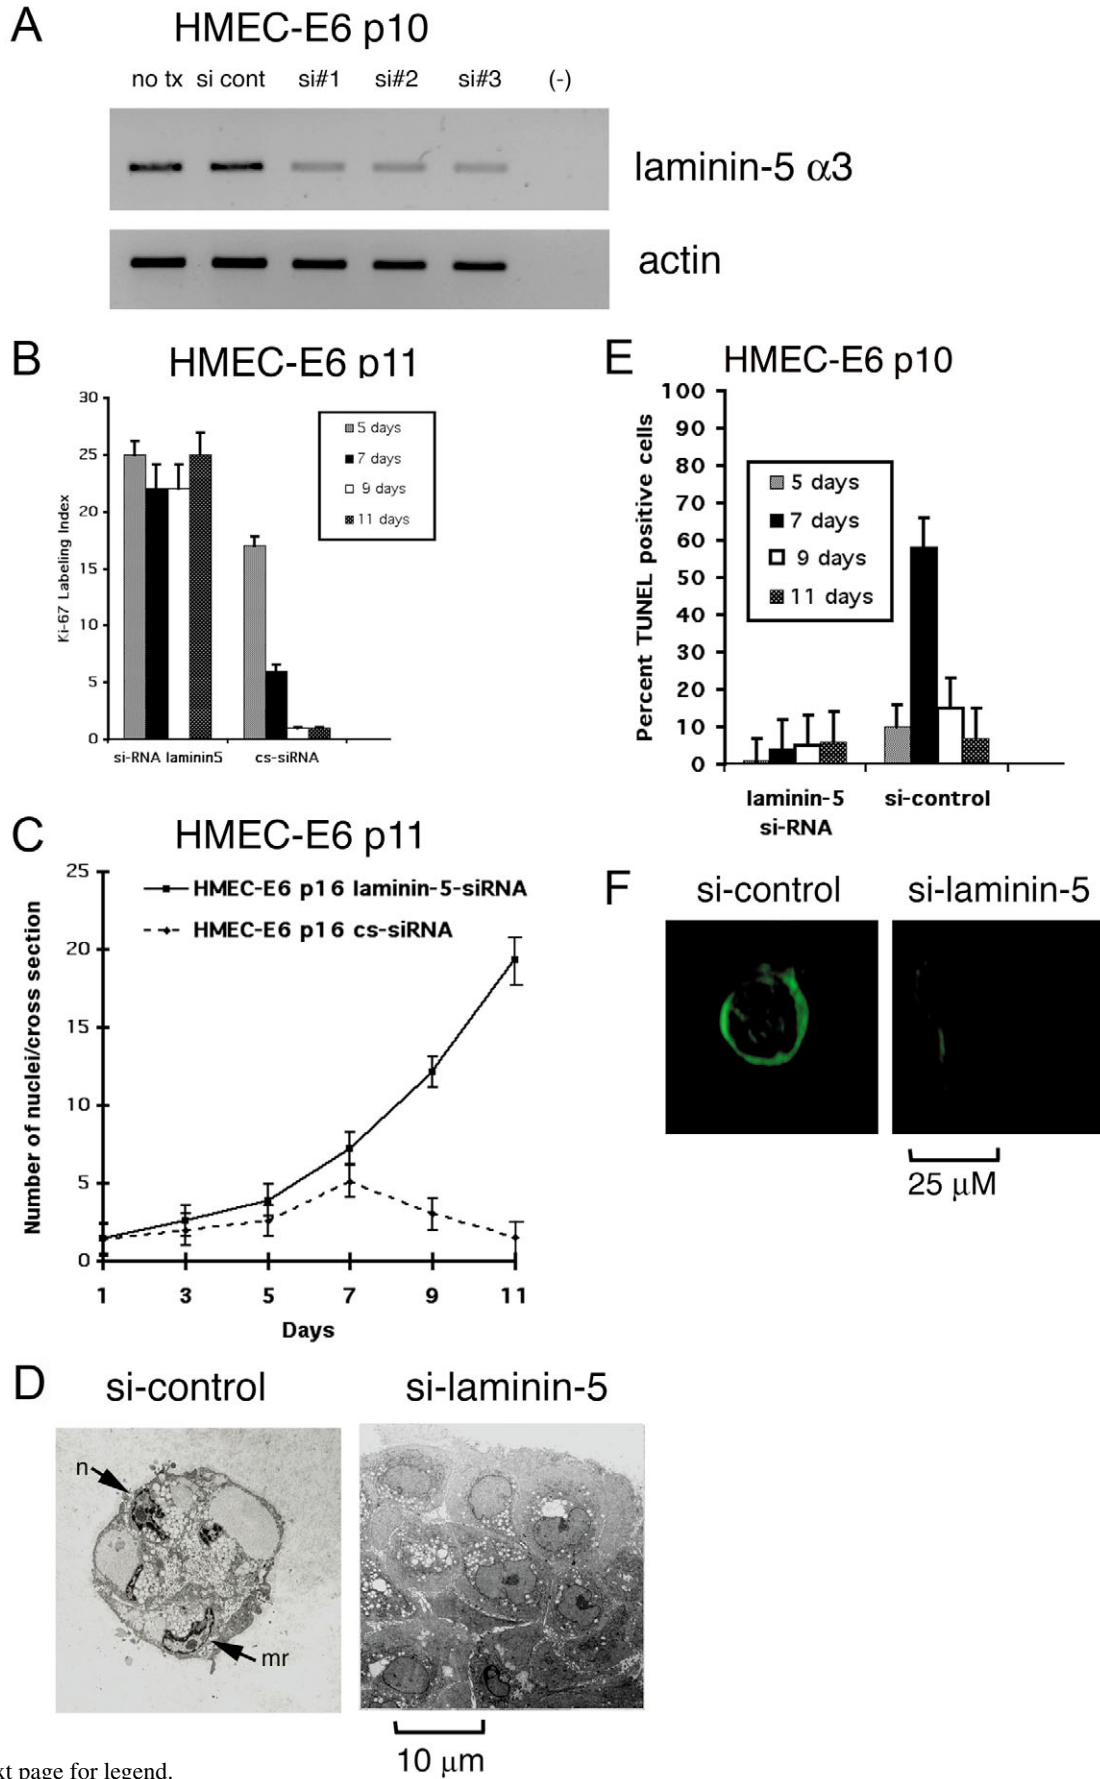 A
HMEC-E6 p10
no tx si cont si#1 si#2 si#3 (-)
laminin-5 α3
actin
B
HMEC-E6 p11
30
25
20
15
10
5
0
Ki-67 Labeling Index
5 days
7 days
9 days
11 days
si-RNA laminin5 cs-siRNA
E
HMEC-E6 p10
100
90
80
70
60
50
40
30
20
10
0
Percent TUNEL positive cells
5 days
7 days
9 days
11 days
laminin-5 si-control
si-RNA
C
HMEC-E6 p11
25
20
15
10
5
0
Number of nuclei/cross section
HMEC-E6 p16 laminin-5-siRNA
HMEC-E6 p16 cs-siRNA
1 3 5 7 9 11
Days
F
si-control si-laminin-5
25 μM
D
si-control si-laminin-5
n
mr
10 μm
xt page for legend.